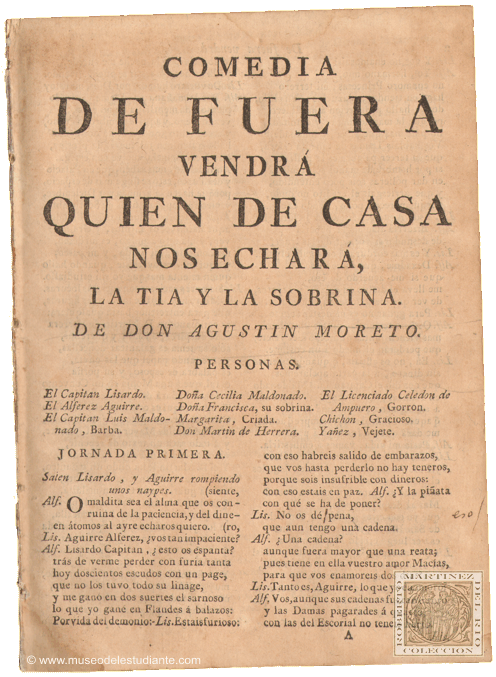 COMEDIA
DE FUERA
VENDRÁ
QUIEN DE CASA
NOS ECHARÁ,
LA TIA Y LA SOBRINA.
DE DON AGUSTIN MORETO.
PERSONAS.
El Capitan Lisardo.
El Alferez Aguirre.
El Capitan Luis Maldo-
nado, Barba.
Doña Cecilia Maldonado.
Doña Francisca, su sobrina.
Margarita, Criada.
Don Martin de Herrera.
El Licenciado Celedon de
Ampuero, Gorron.
Chichon, Gracioso.
Yañez, Vejete.
JORNADA PRIMERA.
Salen Lisardo, y Aguirre rompiendo
unos naypes. (siente,
Alf. O maldita sea el alma que os con-
ruina de la paciencia, y del dine-
en átomos al ayre echaros quiero. (ro,
Lis. Aguirre Alferez, ¿vos tan impaciente?
Alf. Lisardo Capitan, ¿esto os espanta?
trás de verme perder con furia tanta
hoy doscientos escudos con un page,
que no los tuvo todo su linage,
y me ganó en dos suertes el sarnoso
lo que yo gané en Flandes á balazos:
Por vida del demonio:- Lis. Estais furioso:
con eso habreis salido de embarazos,
que vos hasta perderlo no hay teneros,
porque sois insufrible con dineros:
con eso estais en paz. Alf. ¿Y la piñata
con qué se ha de poner?
Lis. No os dé pena, eso/
que aun tengo una cadena.
Alf. ¿Una cadena?
aunque fuera mayor que una reata;
pues tiene en ella vuestro amor Macías,
para que vos enamoreis dos
Lis. Tanto es, Aguirre, lo que
Alf. Vos, aunque sus cadenas
y las Damas pagarades á
con las del Escorial no
A
ROBERTO MARTINEZ DEL RIO
COLECCION
© www.museodelestudiante.com